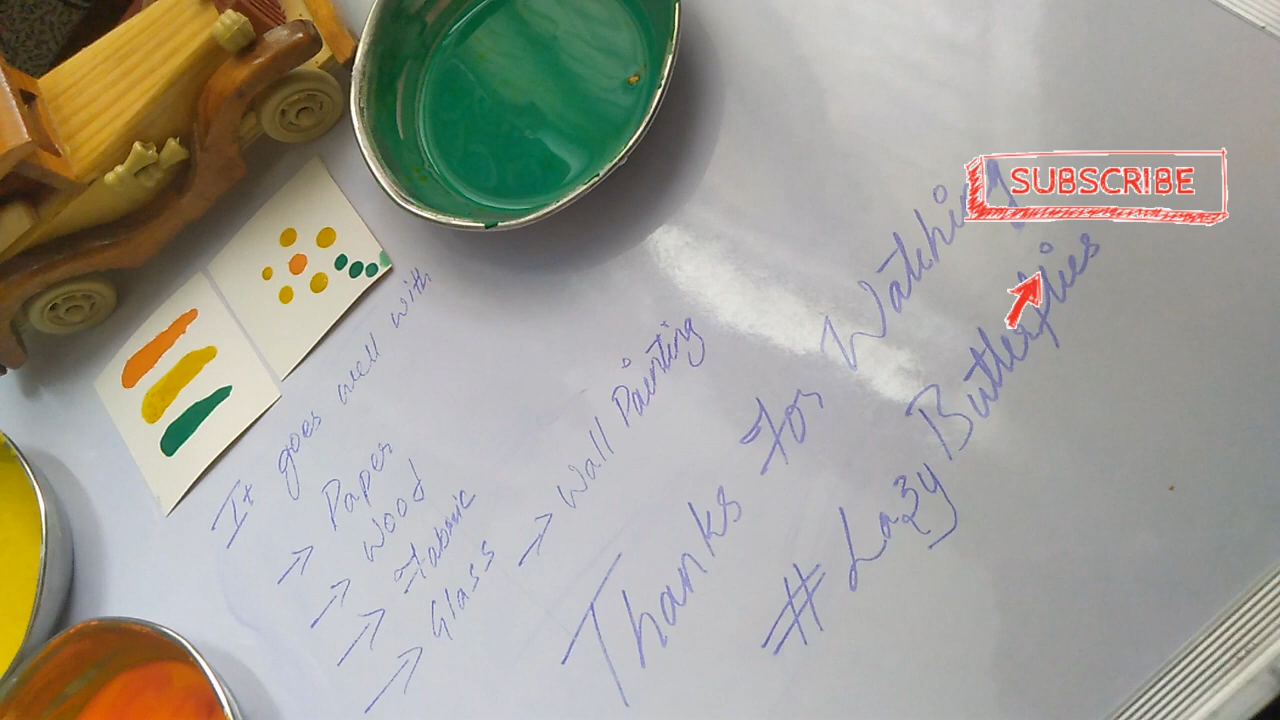 It goes well with
→ Paper
→ Wood
→ Fabric
→ Glass
→ Wall Painting
Thanks For Watching
#Lazy Butterflies
SUBSCRIBE